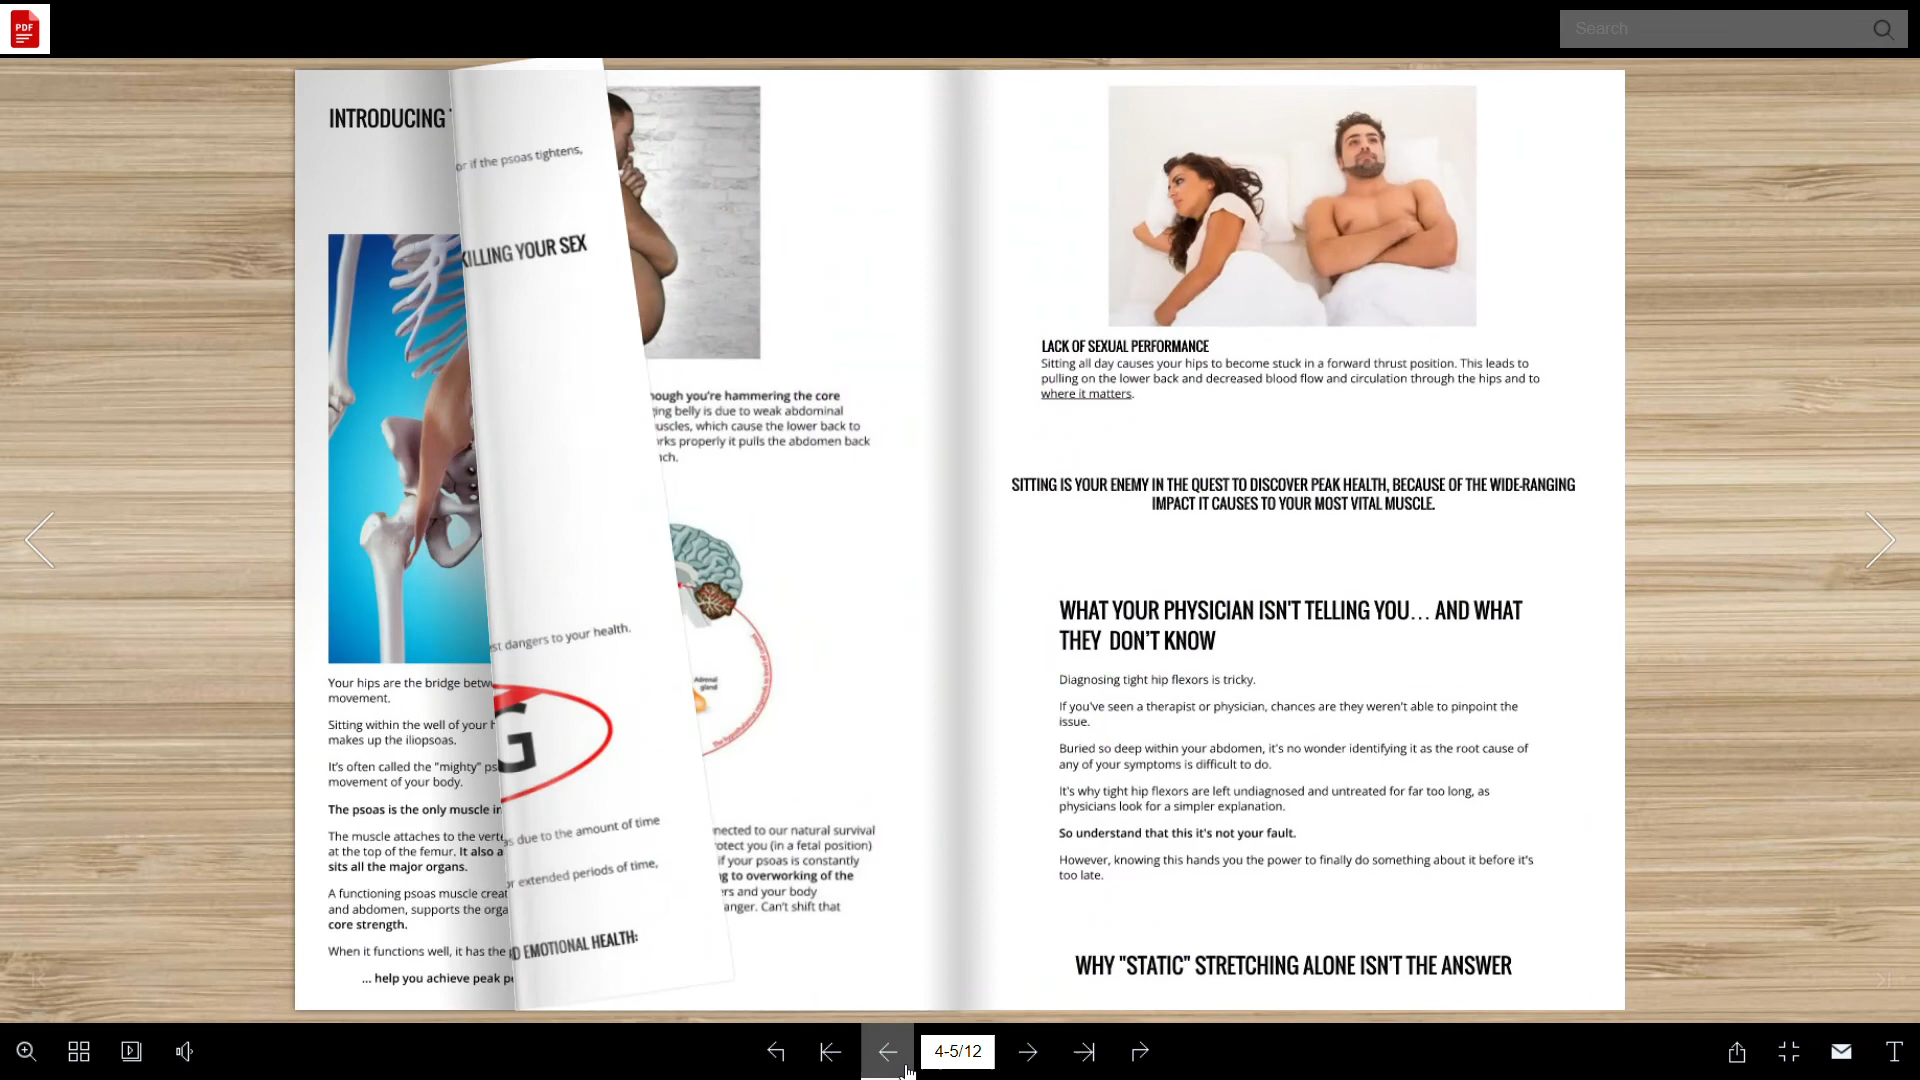 PDF
Search
INTRODUCING
Your hips are the bridge
movement.
Sitting within the well of your
makes up the iliopsoas.
It's often called the "mighty"
movement of your body.
The psoas is the only muscle
The muscle attaches to the
at the top of the femur. It also
sits all the major organs.
A functioning psoas muscle
and abdomen, supports the
core strength.
When it functions well, it has the
... help you achieve peak
or if the psoas tightens,
KILLING YOUR SEX
dangers to your health.
G
due to the amount of time
extended periods of time,
EMOTIONAL HEALTH:
you're hammering the core
belly is due to weak abdominal
which cause the lower back to
properly it pulls the abdomen back
Adrenal
gland
to our natural survival
you (in a fetal position)
if your psoas is constantly
to overworking of the
and your body
Can't shift that
LACK OF SEXUAL PERFORMANCE
Sitting all day causes your hips to become stuck in a forward thrust position. This leads to
pulling on the lower back and decreased blood flow and circulation through the hips and to
where it matters.
SITTING IS YOUR ENEMY IN THE QUEST TO DISCOVER PEAK HEALTH, BECAUSE OF THE WIDE-RANGING
IMPACT IT CAUSES TO YOUR MOST VITAL MUSCLE.
WHAT YOUR PHYSICIAN ISN'T TELLING YOU... AND WHAT
THEY DON'T KNOW
Diagnosing tight hip flexors is tricky.
If you've seen a therapist or physician, chances are they weren't able to pinpoint the
issue.
Buried so deep within your abdomen, it's no wonder identifying it as the root cause of
any of your symptoms is difficult to do.
It's why tight hip flexors are left undiagnosed and untreated for far too long, as
physicians look for a simpler explanation.
So understand that this it's not your fault.
However, knowing this hands you the power to finally do something about it before it's
too late.
WHY "STATIC" STRETCHING ALONE ISN'T THE ANSWER
4-5/12